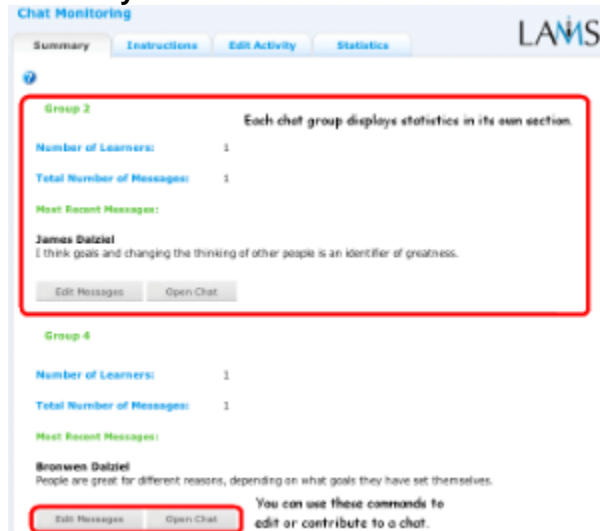 Chat Monitoring
LAMS
Summary Instructions Edit Activity Statistics
Group 2
Each chat group displays statistics in its own section.
Number of Learners: 1
Total Number of Messages: 1
Most Recent Messages:
James Dalziel
I think goals and changing the thinking of other people is an identifier of greatness.
Edit Messages Open Chat
Group 4
Number of Learners: 1
Total Number of Messages: 1
Most Recent Messages:
Bronwen Dalziel
People are great for different reasons, depending on what goals they have set themselves.
You can use these commands to
Edit Messages Open Chat
edit or contribute to a chat.